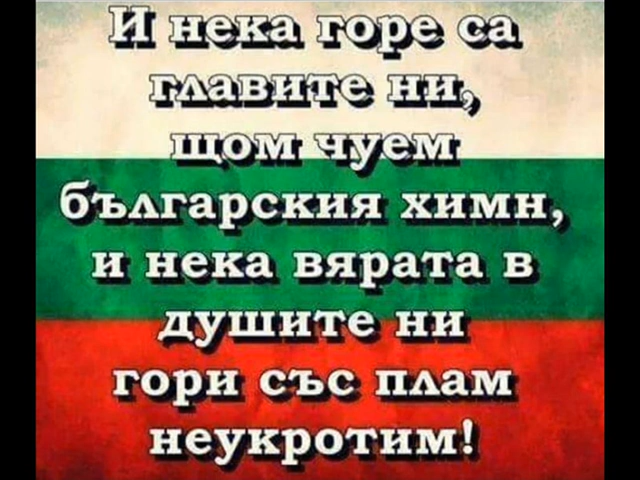 И нека горе са
главите ни,
щом чуем
българския химн,
и нека вярата в
душите ни
гори със плам
неукротим!